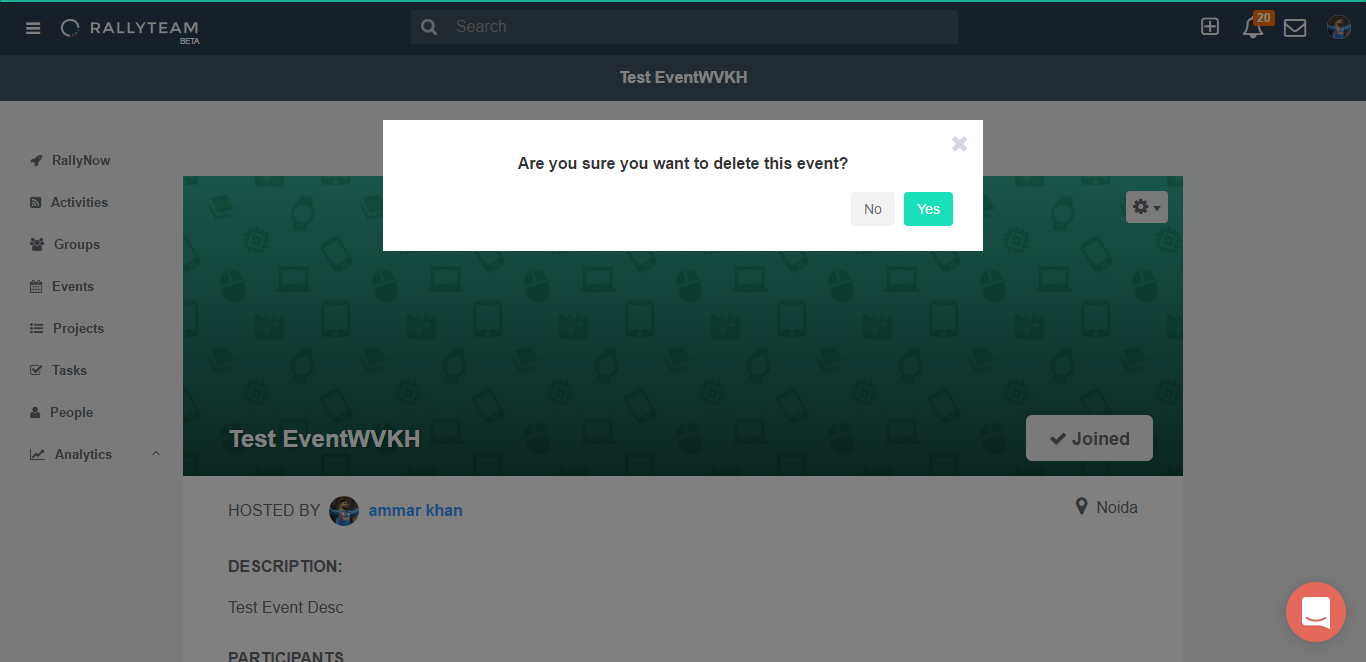 RALLYTEAM
BETA
Search
20
Test EventWVKH
Are you sure you want to delete this event?
No
Yes
RallyNow
Activities
Groups
Events
Projects
Tasks
People
Analytics
Test EventWVKH
Joined
HOSTED BY ammar khan
Noida
DESCRIPTION:
Test Event Desc
PARTICIPANTS